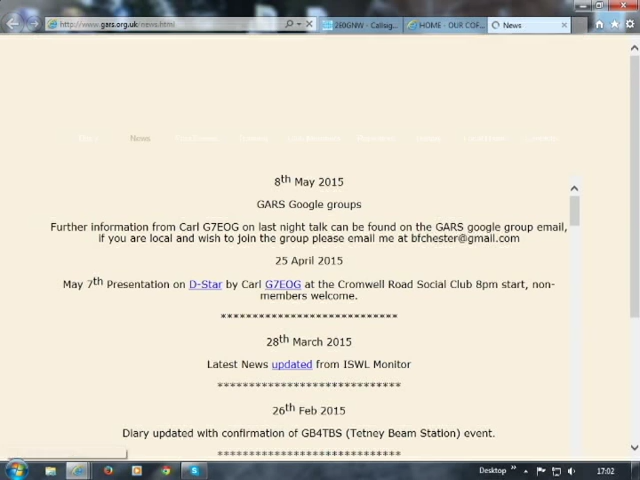 http://www.gars.org.uk/news.html
290GNW - Callsig...
HOME - OUR COF...
News
News
8th May 2015
GARS Google groups
Further information from Carl G7EOG on last night talk can be found on the GARS google group email,
if you are local and wish to join the group please email me at bfchester@gmail.com
25 April 2015
May 7th Presentation on D-Star by Carl G7EOG at the Cromwell Road Social Club 8pm start, non-
members welcome.
****************************
28th March 2015
Latest News updated from ISWL Monitor
*****************************
26th Feb 2015
Diary updated with confirmation of GB4TBS (Tetney Beam Station) event.
*****************************
Desktop
17:02